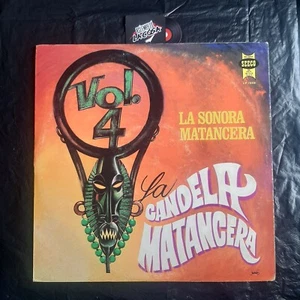 SEECO
Vol.
4
LA SONORA
MATANCERA
La
CANDELA
MATANCERA